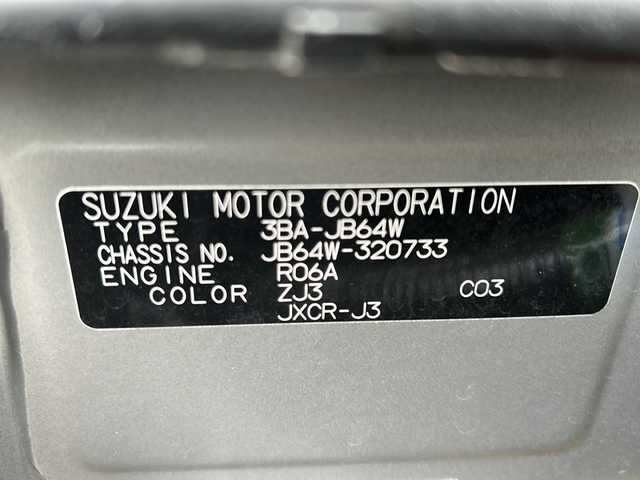 SUZUKI MOTOR CORPORATION
TYPE 3BA-JB64W
CHASSIS NO. JB64W-320733
ENGINE R06A
COLOR ZJ3 C03
JXCR-J3